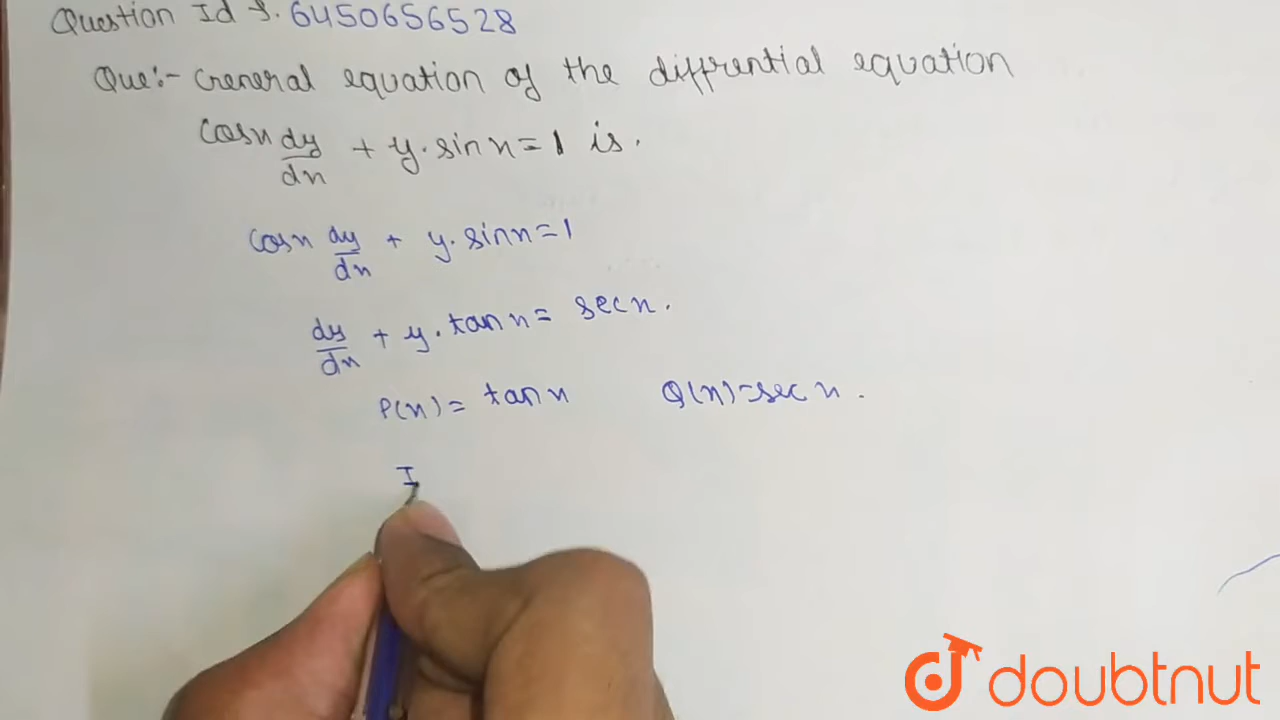 Question Id :- 6450656528
Que:- General equation of the diffrential equation
cosx dy/dx + y.sinx=1 is.
cosx dy/dx + y.sinx=1
dy/dx + y.tanx= secx.
P(x)= tanx Q(x)=secx.
I
doubtnut